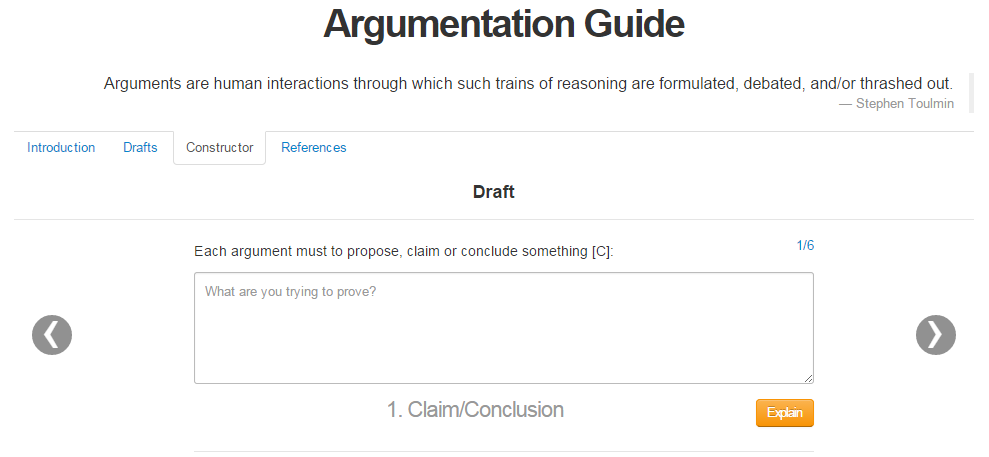 Argumentation Guide
Arguments are human interactions through which such trains of reasoning are formulated, debated, and/or thrashed out.
— Stephen Toulmin
Introduction Drafts Constructor References
Draft
Each argument must to propose, claim or conclude something [C]: 1/6
What are you trying to prove?
1. Claim/Conclusion Explain